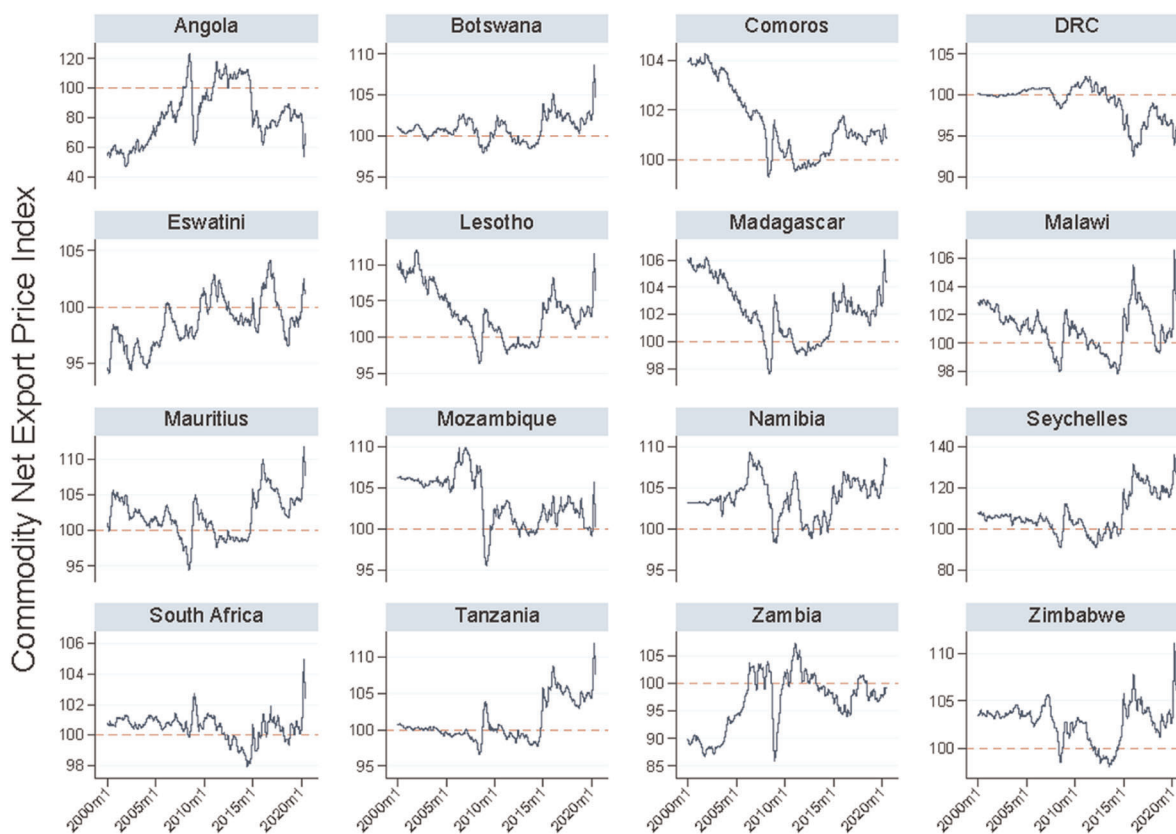 Commodity Net Export Price Index
Angola
120
100
80
60
40
Botswana
110
105
100
95
Comoros
104
102
100
DRC
105
100
95
90
Eswatini
105
100
95
Lesotho
110
105
100
95
Madagascar
106
104
102
100
98
Malawi
106
104
102
100
98
Mauritius
110
105
100
95
Mozambique
110
105
100
95
Namibia
110
105
100
95
Seychelles
140
120
100
80
South Africa
106
104
102
100
98
Tanzania
110
105
100
95
Zambia
105
100
95
90
85
Zimbabwe
110
105
100
2000m1
2005m1
2010m1
2015m1
2020m1
2000m1
2005m1
2010m1
2015m1
2020m1
2000m1
2005m1
2010m1
2015m1
2020m1
2000m1
2005m1
2010m1
2015m1
2020m1